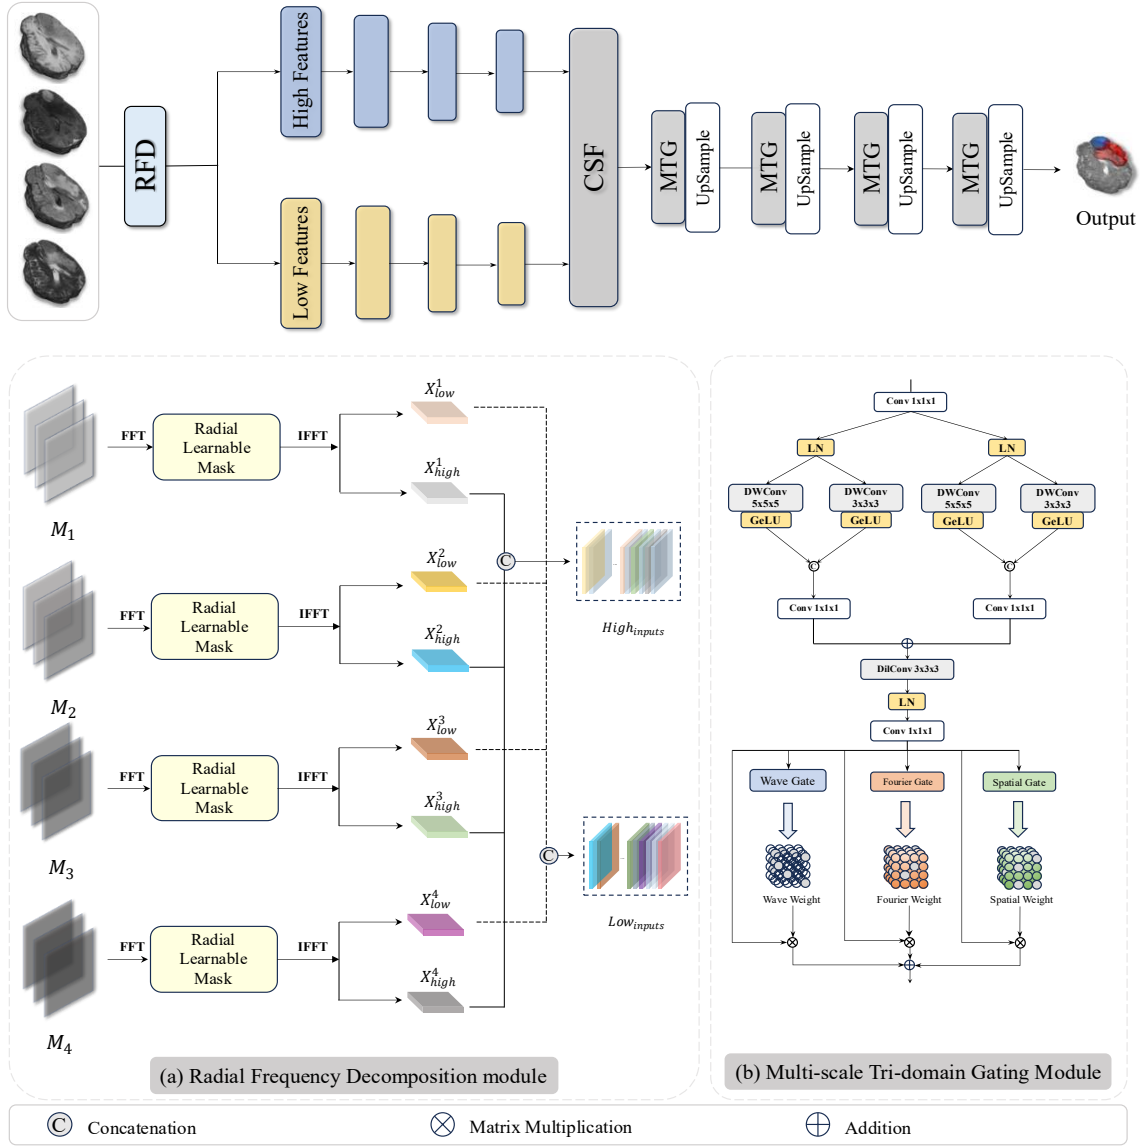 RFD
High Features
Low Features
CSF
MTG
UpSample
MTG
UpSample
MTG
UpSample
MTG
UpSample
Output
M₁
FFT
Radial
Learnable
Mask
IFFT
X¹low
X¹high
M₂
FFT
Radial
Learnable
Mask
IFFT
X²low
X²high
M₃
FFT
Radial
Learnable
Mask
IFFT
X³low
X³high
M₄
FFT
Radial
Learnable
Mask
IFFT
X⁴low
X⁴high
C
High inputs
C
Low inputs
(a) Radial Frequency Decomposition module
Conv 1x1x1
LN
LN
DWConv
5x5x5
GeLU
DWConv
3x3x3
GeLU
DWConv
5x5x5
GeLU
DWConv
3x3x3
GeLU
C
C
Conv 1x1x1
Conv 1x1x1
DilConv 3x3x3
LN
Conv 1x1x1
Wave Gate
Fourier Gate
Spatial Gate
Wave Weight
Fourier Weight
Spatial Weight
(b) Multi-scale Tri-domain Gating Module
C Concatenation
⊗ Matrix Multiplication
⊕ Addition